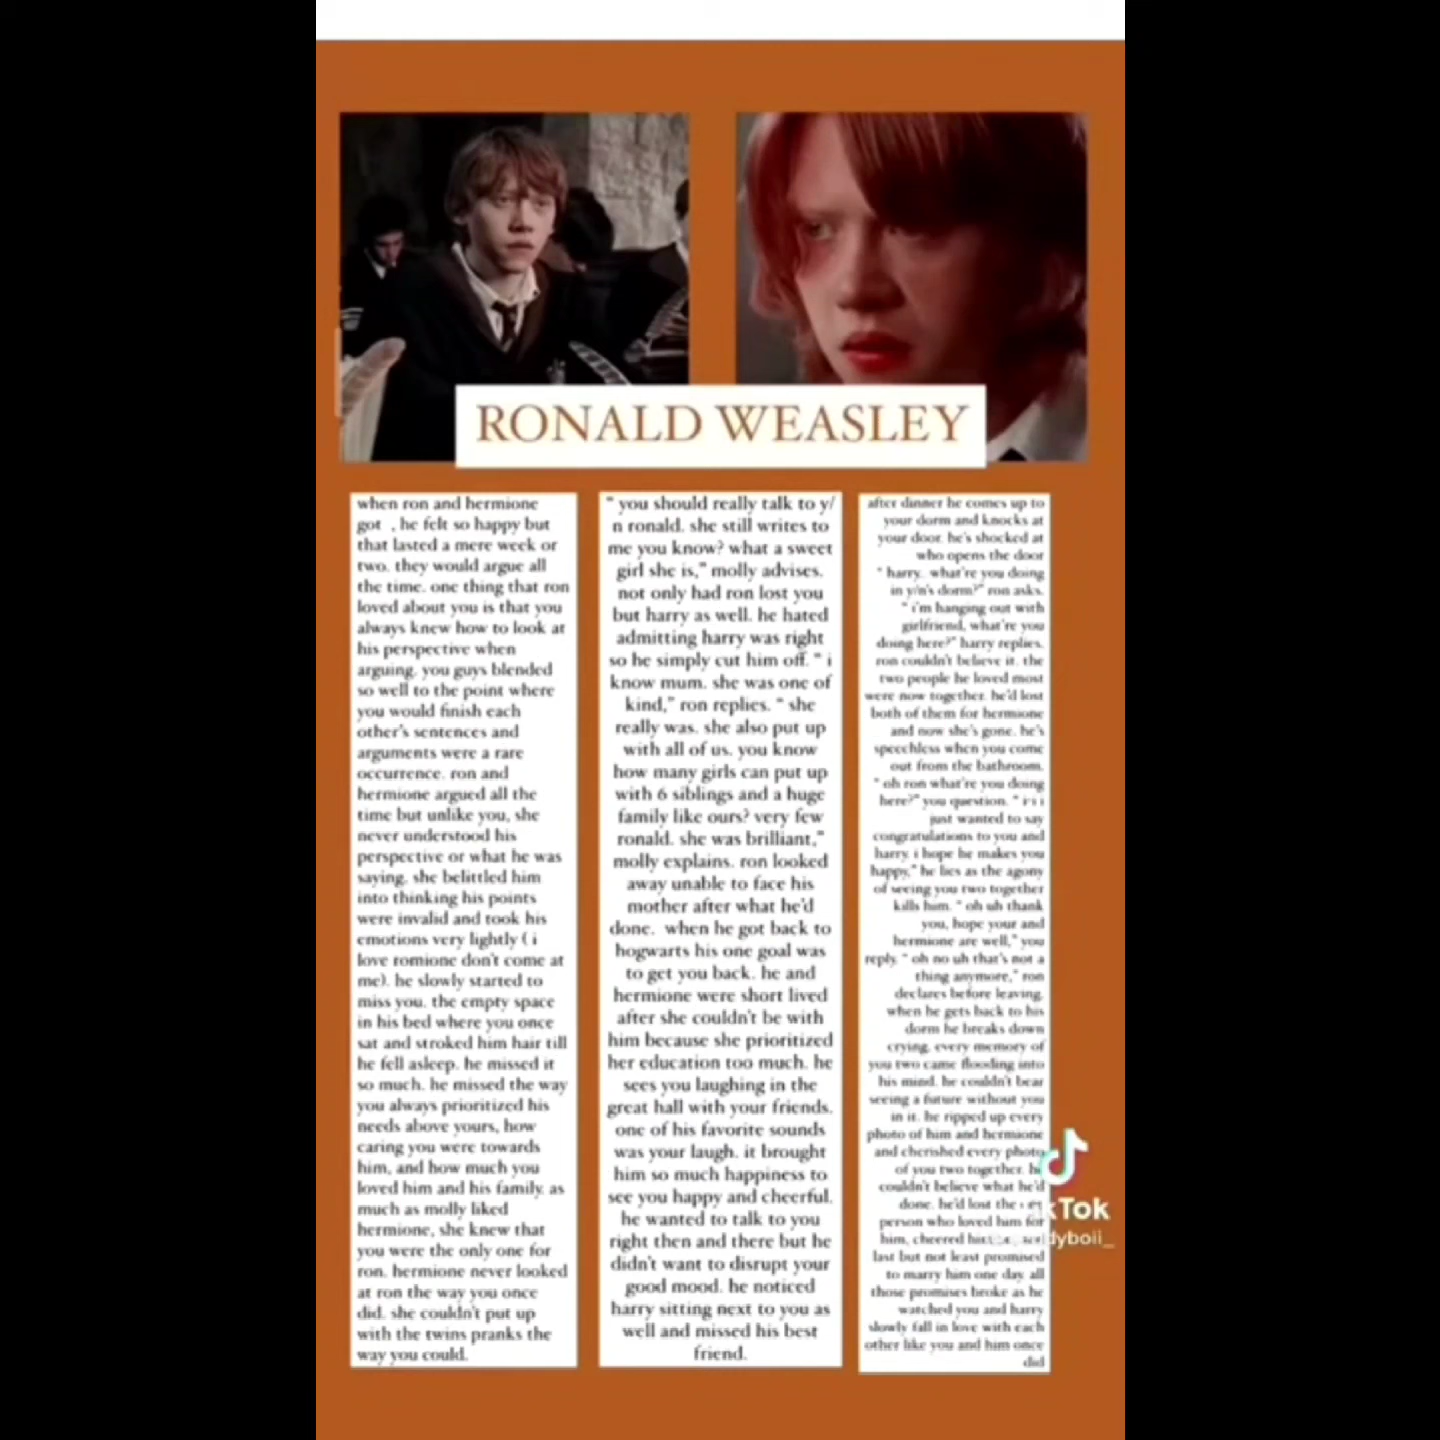 RONALD WEASLEY
when ron and hermione
got , he felt so happy but
that lasted a mere week or
two. they would argue all
the time. one thing that ron
loved about you is that you
always knew how to look at
his perspective when
arguing. you guys blended
so well to the point where
you would finish each
other's sentences and
arguments were a rare
occurrence. ron and
hermione argued all the
time but unlike you, she
never understood his
perspective or what he was
saying. she belittled him
into thinking his points
were invalid and took his
emotions very lightly ( i
love romione don't come at
me). he slowly started to
miss you. the empty space
in his bed where you once
sat and stroked him hair till
he fell asleep. he missed it
so much. he missed the way
you always prioritized his
needs above yours, how
caring you were towards
him, and how much you
loved him and his family. as
much as molly liked
hermione, she knew that
you were the only one for
ron. hermione never looked
at ron the way you once
did. she couldn't put up
with the twins pranks the
way you could.
" you should really talk to y/
n ronald. she still writes to
me you know? what a sweet
girl she is," molly advises.
not only had ron lost you
but harry as well. he hated
admitting harry was right
so he simply cut him off. " i
know mum. she was one of
kind," ron replies. " she
really was. she also put up
with all of us. you know
how many girls can put up
with 6 siblings and a huge
family like ours? very few
ronald. she was brilliant,"
molly explains. ron looked
away unable to face his
mother after what he'd
done. when he got back to
hogwarts his one goal was
to get you back. he and
hermione were short lived
after she couldn't be with
him because she prioritized
her education too much. he
sees you laughing in the
great hall with your friends.
one of his favorite sounds
was your laugh. it brought
him so much happiness to
see you happy and cheerful.
he wanted to talk to you
right then and there but he
didn't want to disrupt your
good mood. he noticed
harry sitting next to you as
well and missed his best
friend.
after dinner he comes up to
your dorm and knocks at
your door. he's shocked at
who opens the door
" harry. what're you doing
in y/n's dorm?" ron asks.
" i'm hanging out with
girlfriend, what're you
doing here?" harry replies.
ron couldn't believe it. the
two people he loved most
were now together. he'd lost
both of them for hermione
and now she's gone. he's
speechless when you come
out from the bathroom.
" oh ron what're you doing
here?" you question. " i-i i
just wanted to say
congratulations to you and
harry. i hope he makes you
happy," he lies as the agony
of seeing you two together
kills him. " oh uh thank
you, hope your and
hermione are well," you
reply. " oh no uh that's not a
thing anymore," ron
declares before leaving.
when he gets back to his
dorm he breaks down
crying. every memory of
you two came flooding into
his mind. he couldn't bear
seeing a future without you
in it. he ripped up every
photo of him and hermione
and cherished every photo
of you two together. he
couldn't believe what he'd
done. he'd lost the
person who loved him for
him, cheered
last but not least promised
to marry him one day. all
those promises broke as he
watched you and harry
slowly fall in love with each
other like you and him once
did
kTok
dyboii_